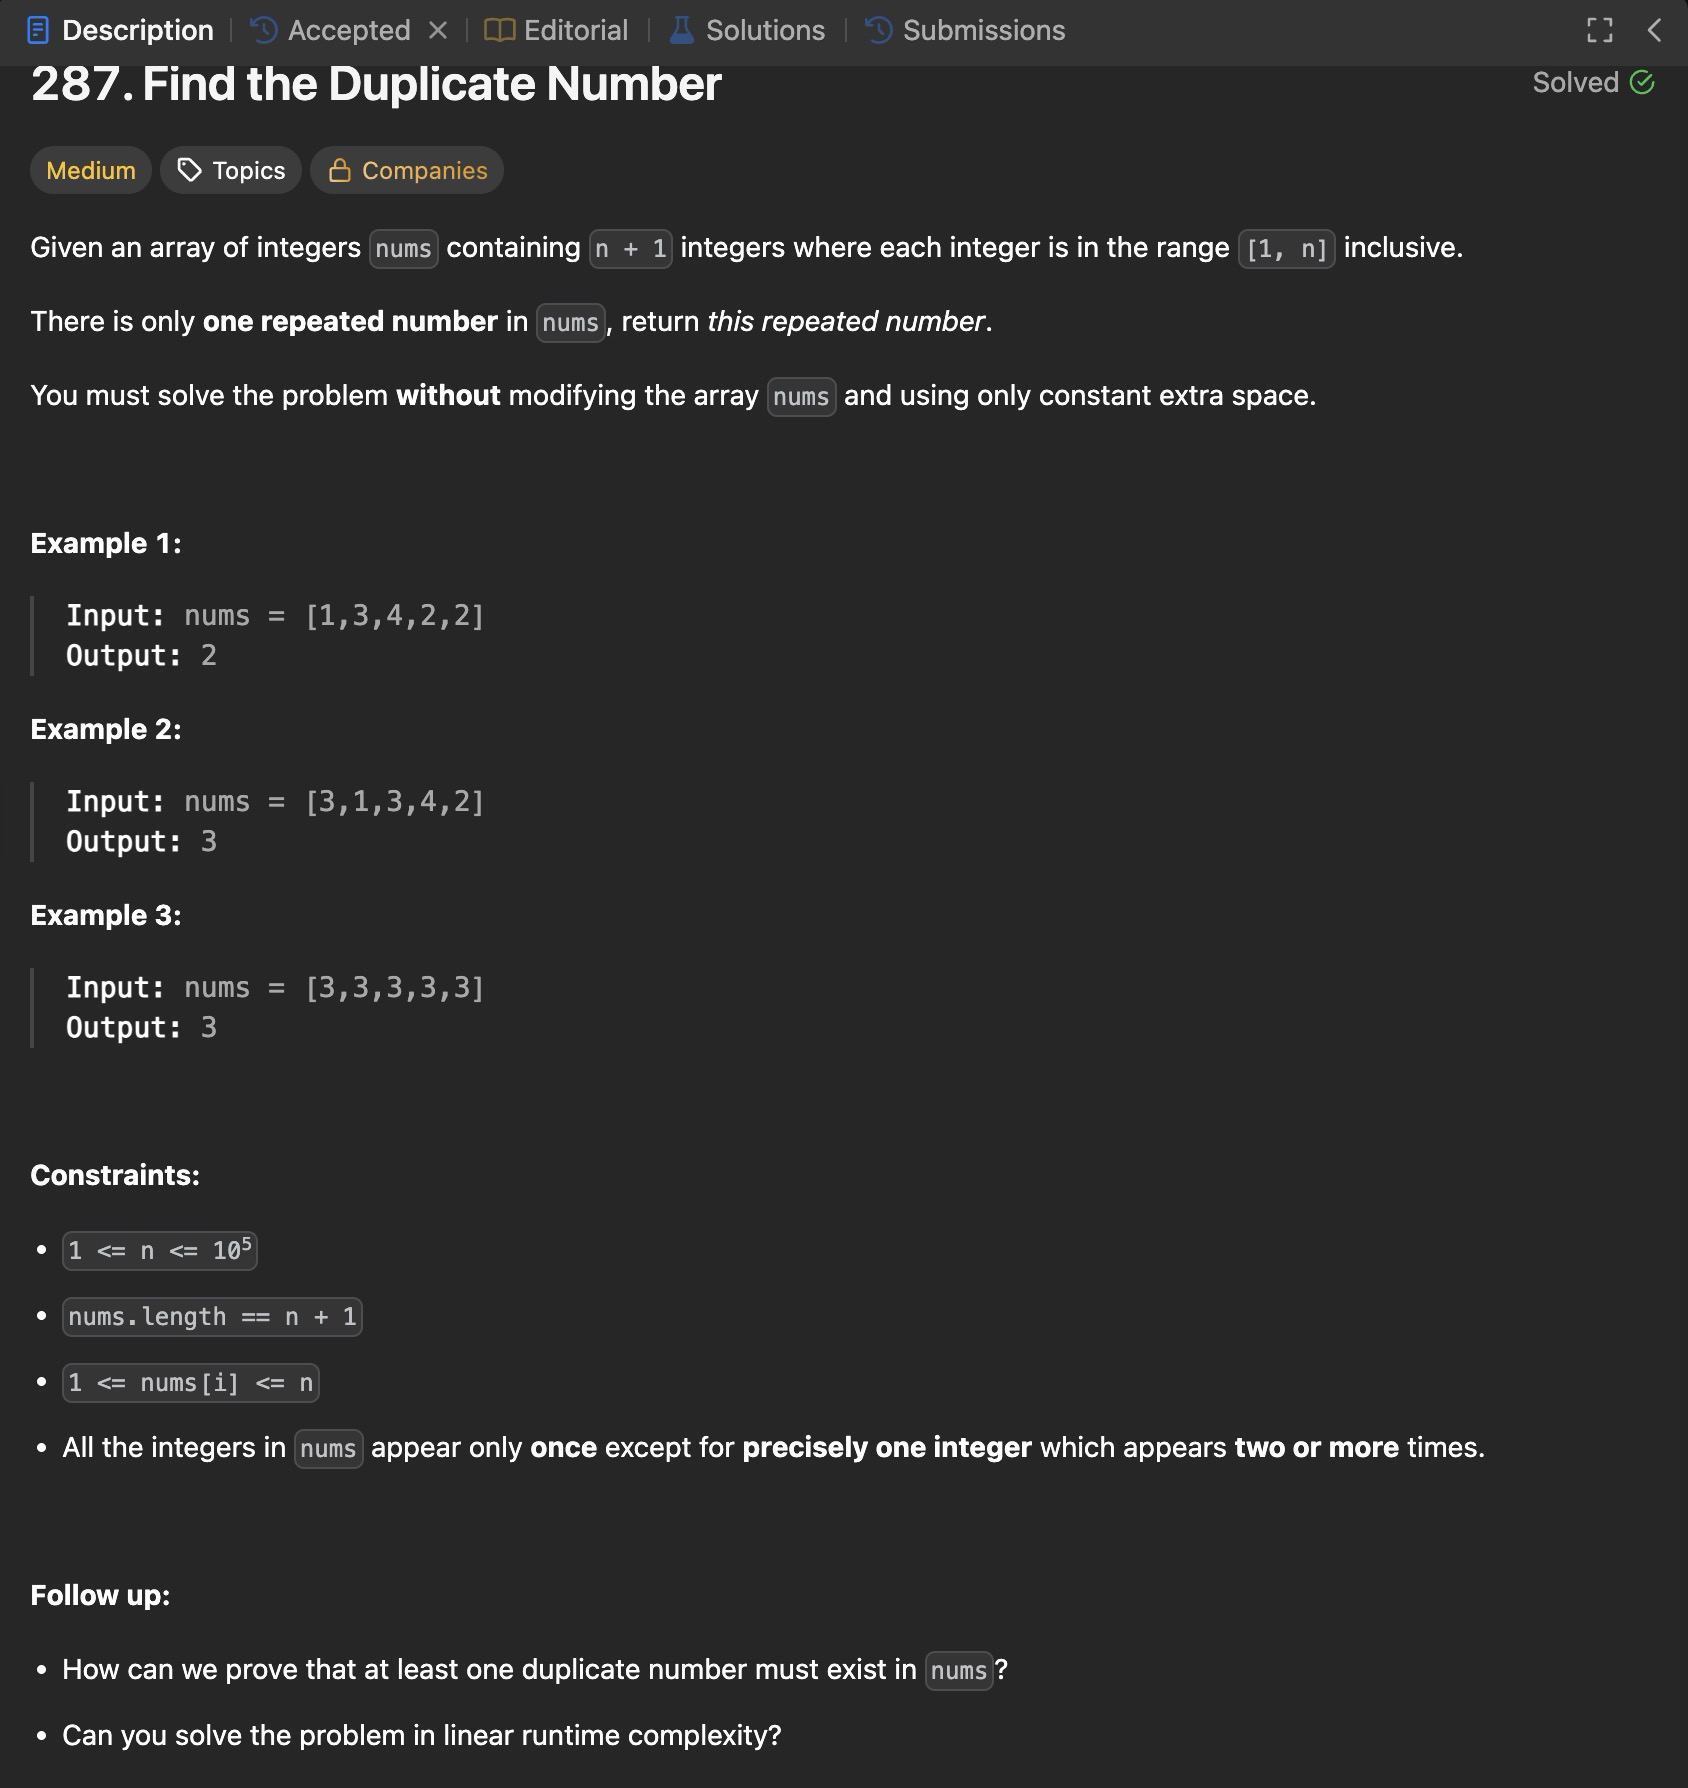 Description | Accepted × | Editorial | Solutions | Submissions
287. Find the Duplicate Number
Solved
Medium Topics Companies
Given an array of integers nums containing n + 1 integers where each integer is in the range [1, n] inclusive.
There is only one repeated number in nums, return this repeated number.
You must solve the problem without modifying the array nums and using only constant extra space.
Example 1:
Input: nums = [1,3,4,2,2]
Output: 2
Example 2:
Input: nums = [3,1,3,4,2]
Output: 3
Example 3:
Input: nums = [3,3,3,3,3]
Output: 3
Constraints:
• 1 <= n <= 10⁵
• nums.length == n + 1
• 1 <= nums[i] <= n
• All the integers in nums appear only once except for precisely one integer which appears two or more times.
Follow up:
• How can we prove that at least one duplicate number must exist in nums?
• Can you solve the problem in linear runtime complexity?